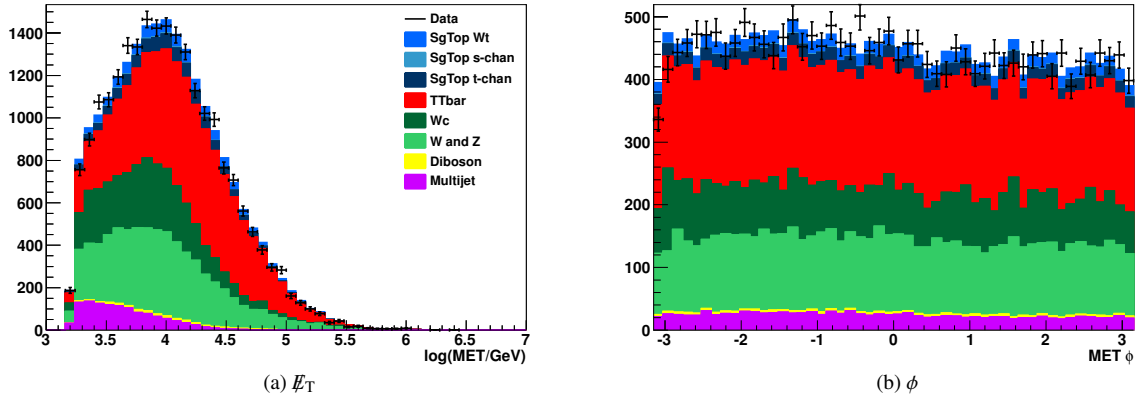 1400
1200
1000
800
600
400
200
0
3 3.5 4 4.5 5 5.5 6 6.5 7
log(MET/GeV)
Data
SgTop Wt
SgTop s-chan
SgTop t-chan
TTbar
Wc
W and Z
Diboson
Multijet
(a) E̸T
500
400
300
200
100
0
-3 -2 -1 0 1 2 3
MET ϕ
(b) ϕ